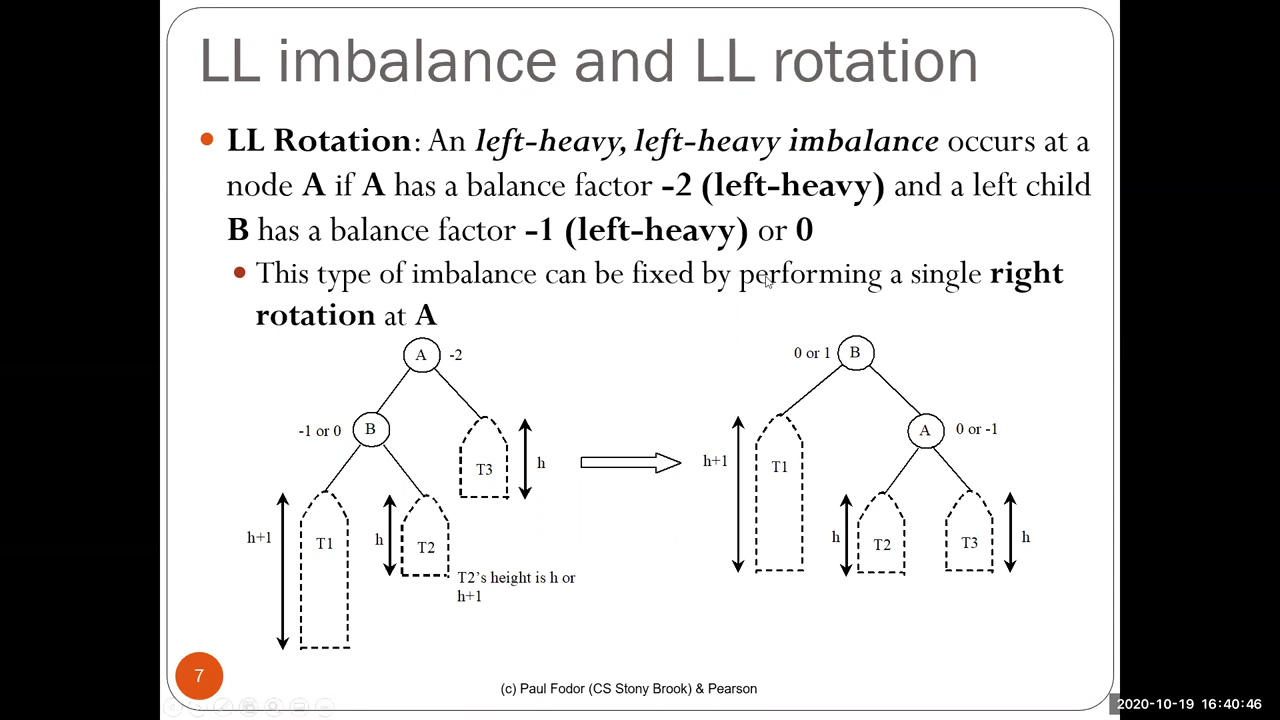 LL imbalance and LL rotation
LL Rotation: An left-heavy, left-heavy imbalance occurs at a
node A if A has a balance factor -2 (left-heavy) and a left child
B has a balance factor -1 (left-heavy) or 0
This type of imbalance can be fixed by performing a single right
rotation at A
A -2
-1 or 0 B
T3 h
h+1 T1
h T2
T2's height is h or
h+1
0 or 1 B
A 0 or -1
h+1 T1
h T2
T3 h
7
(c) Paul Fodor (CS Stony Brook) & Pearson
2020-10-19 16:40:46